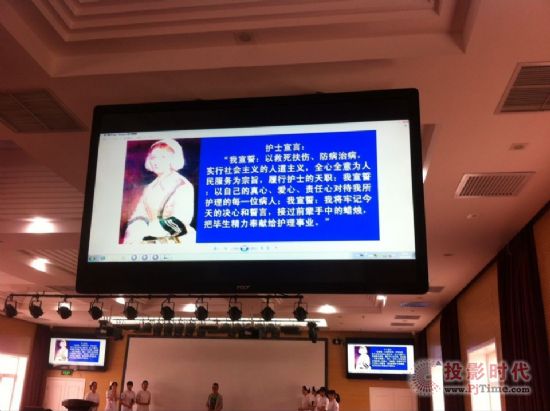 护士宣言:
“我宣誓：以救死扶伤、防病治病，
实行社会主义的人道主义，全心全意为人
民服务为宗旨，履行护士的天职；我宣誓
：以自己的真心、爱心、责任心对待我所
护理的每一位病人；我宣誓：我将牢记今
天的决心和誓言，接过前辈手中的蜡烛，
把毕生精力奉献给护理事业。”
投影时代
www.PjTime.com